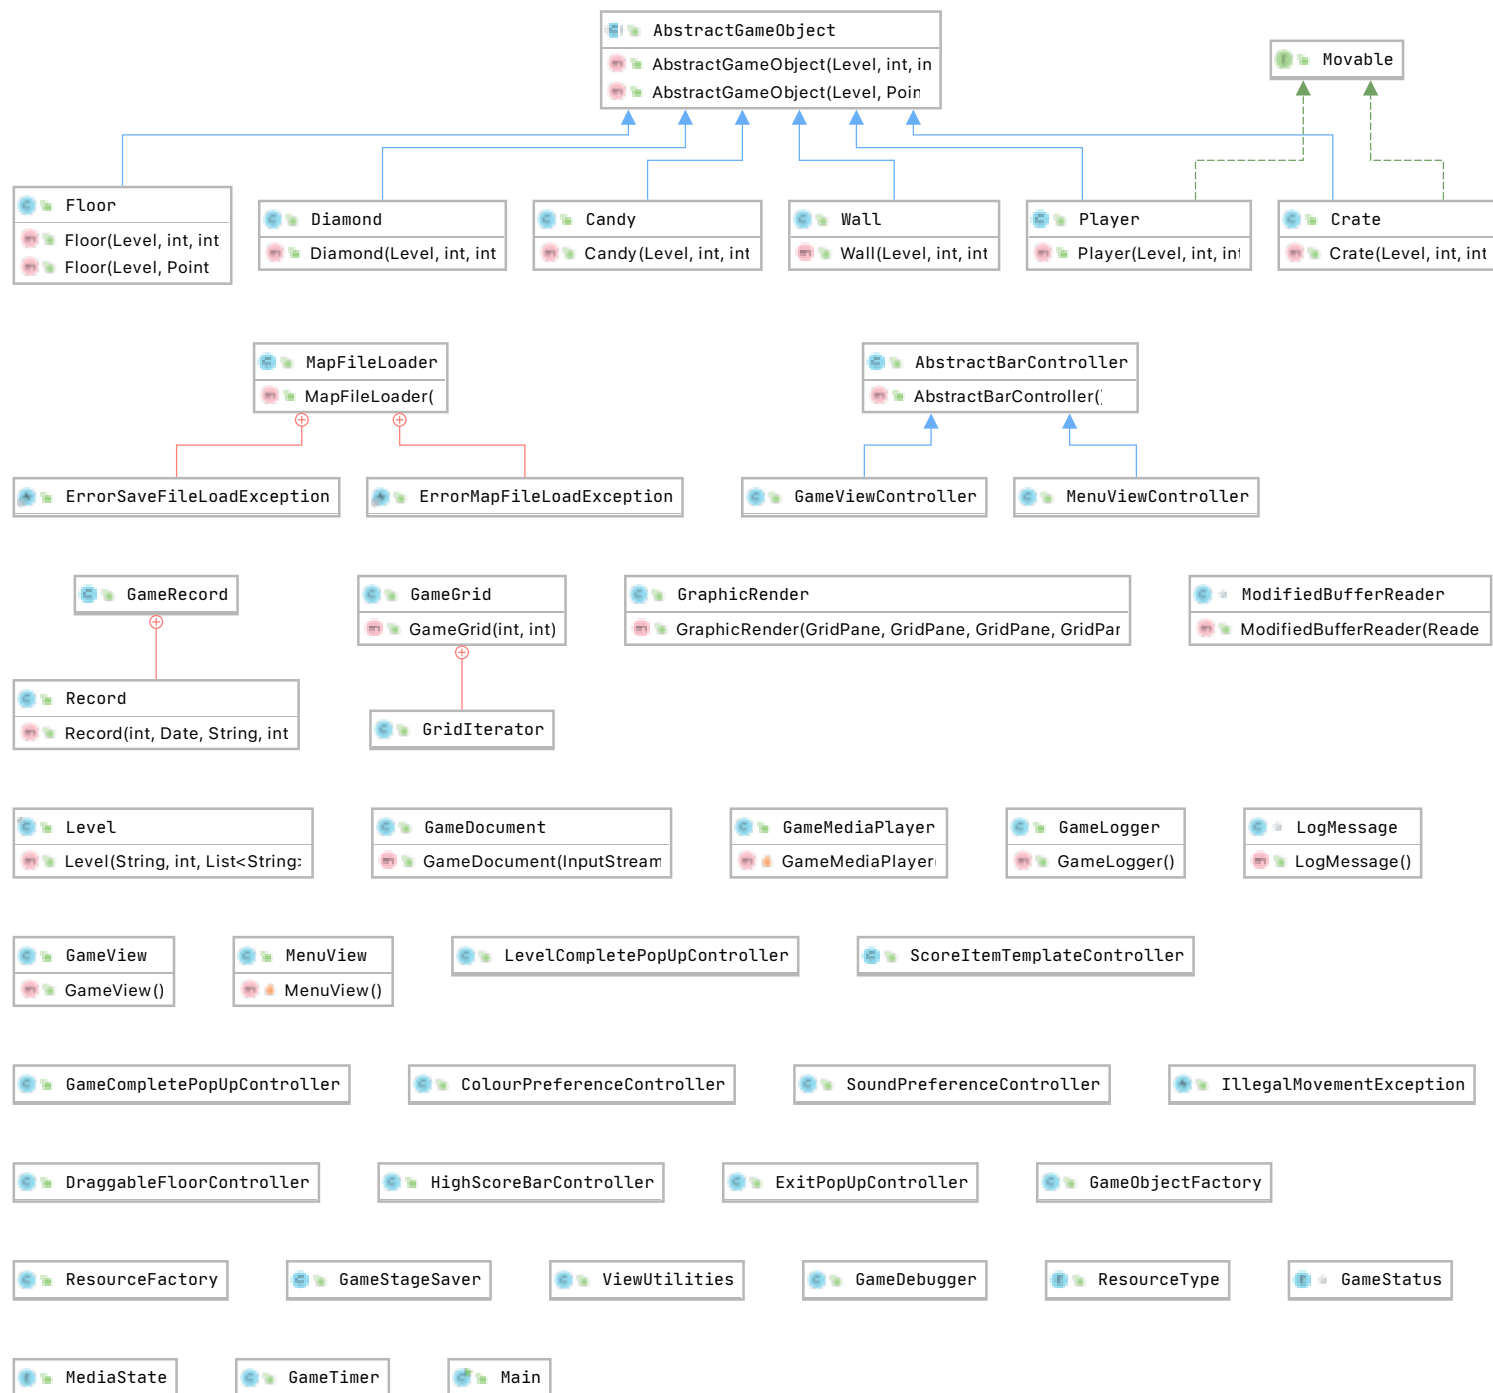 AbstractGameObject
AbstractGameObject(Level, int, in
AbstractGameObject(Level, Poin
Movable
Floor
Floor(Level, int, int
Floor(Level, Point
Diamond
Diamond(Level, int, int
Candy
Candy(Level, int, int
Wall
Wall(Level, int, int
Player
Player(Level, int, int
Crate
Crate(Level, int, int
MapFileLoader
MapFileLoader(
AbstractBarController
AbstractBarController()
ErrorSaveFileLoadException
ErrorMapFileLoadException
GameViewController
MenuViewController
GameRecord
GameGrid
GameGrid(int, int)
GraphicRender
GraphicRender(GridPane, GridPane, GridPane, GridPar
ModifiedBufferReader
ModifiedBufferReader(Reade
Record
Record(int, Date, String, int
GridIterator
Level
Level(String, int, List<String>
GameDocument
GameDocument(InputStream
GameMediaPlayer
GameMediaPlayer(
GameLogger
GameLogger()
LogMessage
LogMessage()
GameView
GameView()
MenuView
MenuView()
LevelCompletePopUpController
ScoreItemTemplateController
GameCompletePopUpController
ColourPreferenceController
SoundPreferenceController
IllegalMovementException
DraggableFloorController
HighScoreBarController
ExitPopUpController
GameObjectFactory
ResourceFactory
GameStageSaver
ViewUtilities
GameDebugger
ResourceType
GameStatus
MediaState
GameTimer
Main